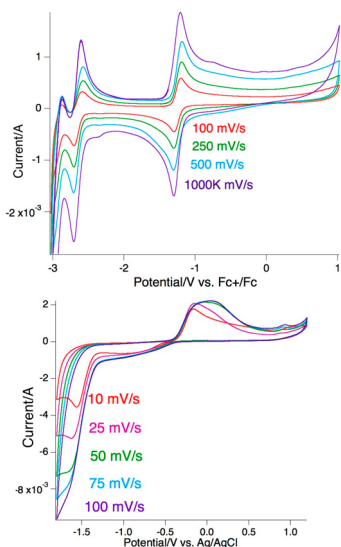 1
0
-1
-2 x10⁻³
Current/A
100 mV/s
250 mV/s
500 mV/s
1000K mV/s
-3 -2 -1 0 1
Potential/V vs. Fc+/Fc
2
0
-2
-4
-6
-8 x10⁻³
Current/A
10 mV/s
25 mV/s
50 mV/s
75 mV/s
100 mV/s
-1.5 -1.0 -0.5 0.0 0.5 1.0
Potential/V vs. Ag/AgCl